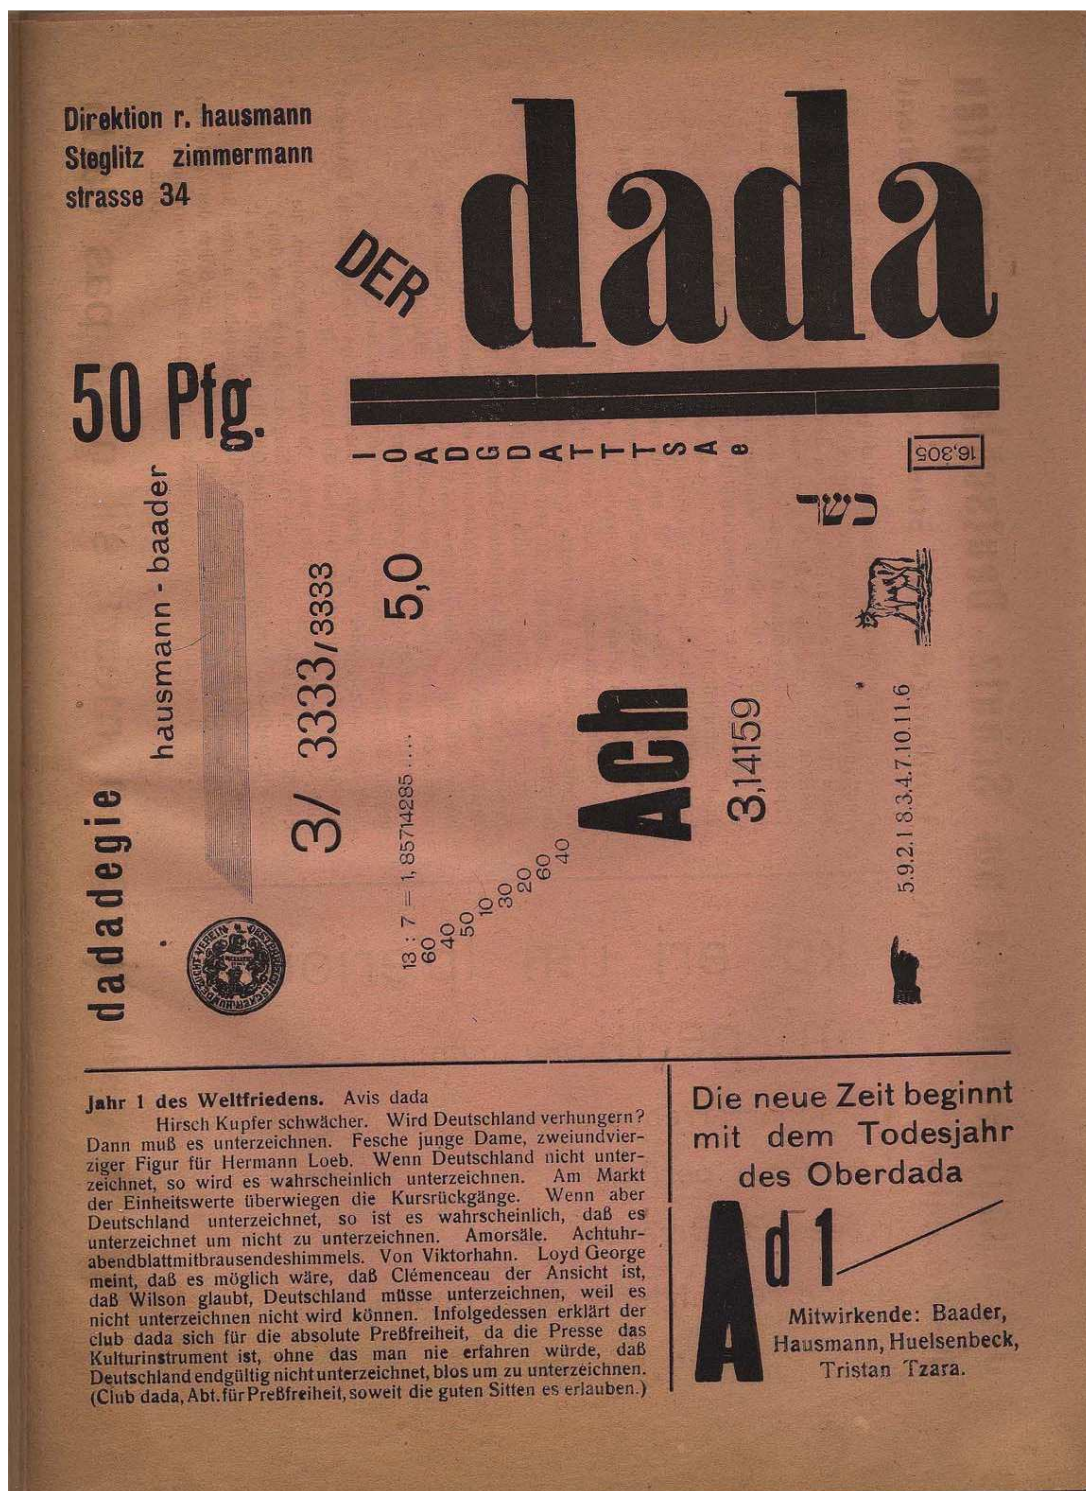 Direktion r. hausmann
Steglitz zimmermann
strasse 34
DER
dada
50 Pfg.
IOADGDATTTSAe
16,305
כשר
dadadegie
hausmann - baader
3/ 3333/3333
5,0
13 : 7 = 1, 85714285 . . . .
60
40
50
10
30
20
60
40
Ach
3,14159
5.9.2.1 8.3.4.7.10.11.6
Jahr 1 des Weltfriedens. Avis dada
Hirsch Kupfer schwächer. Wird Deutschland verhungern?
Dann muß es unterzeichnen. Fesche junge Dame, zweiundvier-
ziger Figur für Hermann Loeb. Wenn Deutschland nicht unter-
zeichnet, so wird es wahrscheinlich unterzeichnen. Am Markt
der Einheitswerte überwiegen die Kursrückgänge. Wenn aber
Deutschland unterzeichnet, so ist es wahrscheinlich, daß es
unterzeichnet um nicht zu unterzeichnen. Amorsäle. Achtuhr-
abendblattmitbrausendeshimmels. Von Viktorhahn. Loyd George
meint, daß es möglich wäre, daß Clémenceau der Ansicht ist,
daß Wilson glaubt, Deutschland müsse unterzeichnen, weil es
nicht unterzeichnen nicht wird können. Infolgedessen erklärt der
club dada sich für die absolute Preßfreiheit, da die Presse das
Kulturinstrument ist, ohne das man nie erfahren würde, daß
Deutschland endgültig nicht unterzeichnet, blos um zu unterzeichnen.
(Club dada, Abt. für Preßfreiheit, soweit die guten Sitten es erlauben.)
Die neue Zeit beginnt
mit dem Todesjahr
des Oberdada
Ad 1
A
Mitwirkende: Baader,
Hausmann, Huelsenbeck,
Tristan Tzara.